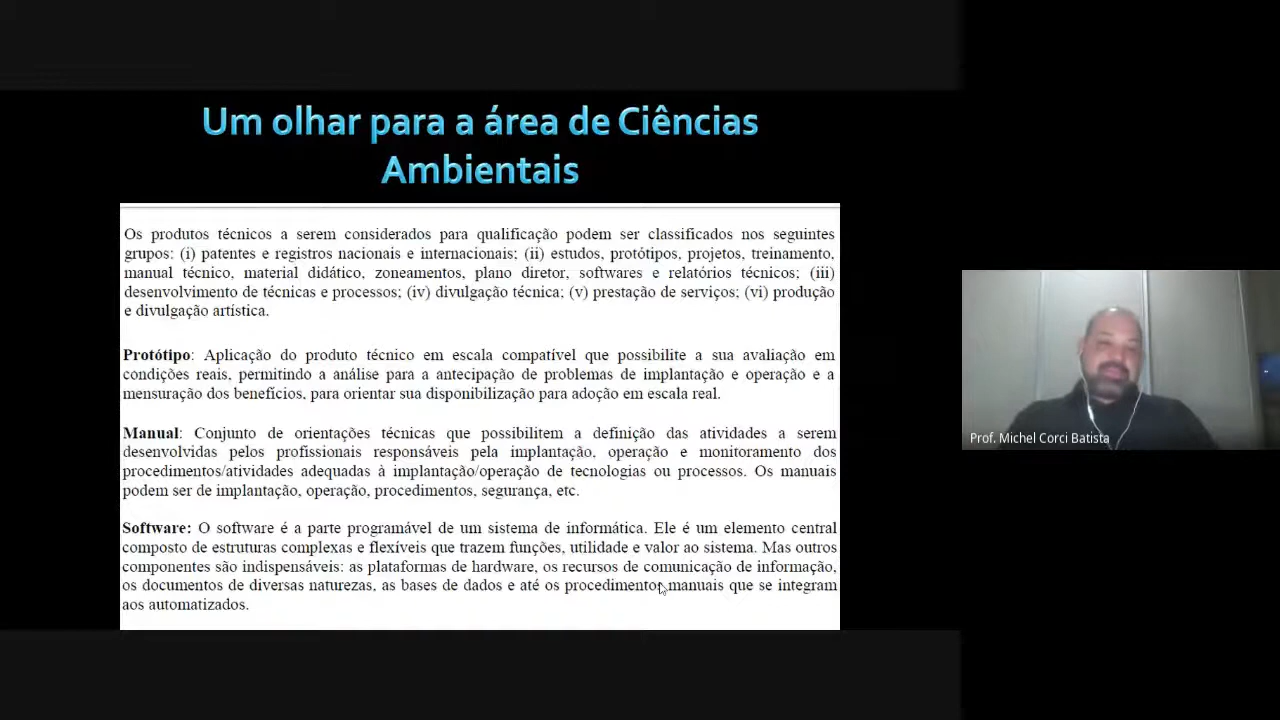 Um olhar para a área de Ciências
Ambientais
Os produtos técnicos a serem considerados para qualificação podem ser classificados nos seguintes
grupos: (i) patentes e registros nacionais e internacionais; (ii) estudos, protótipos, projetos, treinamento,
manual técnico, material didático, zoneamentos, plano diretor, softwares e relatórios técnicos; (iii)
desenvolvimento de técnicas e processos; (iv) divulgação técnica; (v) prestação de serviços; (vi) produção
e divulgação artística.
Protótipo: Aplicação do produto técnico em escala compatível que possibilite a sua avaliação em
condições reais, permitindo a análise para a antecipação de problemas de implantação e operação e a
mensuração dos benefícios, para orientar sua disponibilização para adoção em escala real.
Manual: Conjunto de orientações técnicas que possibilitem a definição das atividades a serem
desenvolvidas pelos profissionais responsáveis pela implantação, operação e monitoramento dos
procedimentos/atividades adequadas à implantação/operação de tecnologias ou processos. Os manuais
podem ser de implantação, operação, procedimentos, segurança, etc.
Software: O software é a parte programável de um sistema de informática. Ele é um elemento central
composto de estruturas complexas e flexíveis que trazem funções, utilidade e valor ao sistema. Mas outros
componentes são indispensáveis: as plataformas de hardware, os recursos de comunicação de informação,
os documentos de diversas naturezas, as bases de dados e até os procedimentos manuais que se integram
aos automatizados.
Prof. Michel Corci Batista